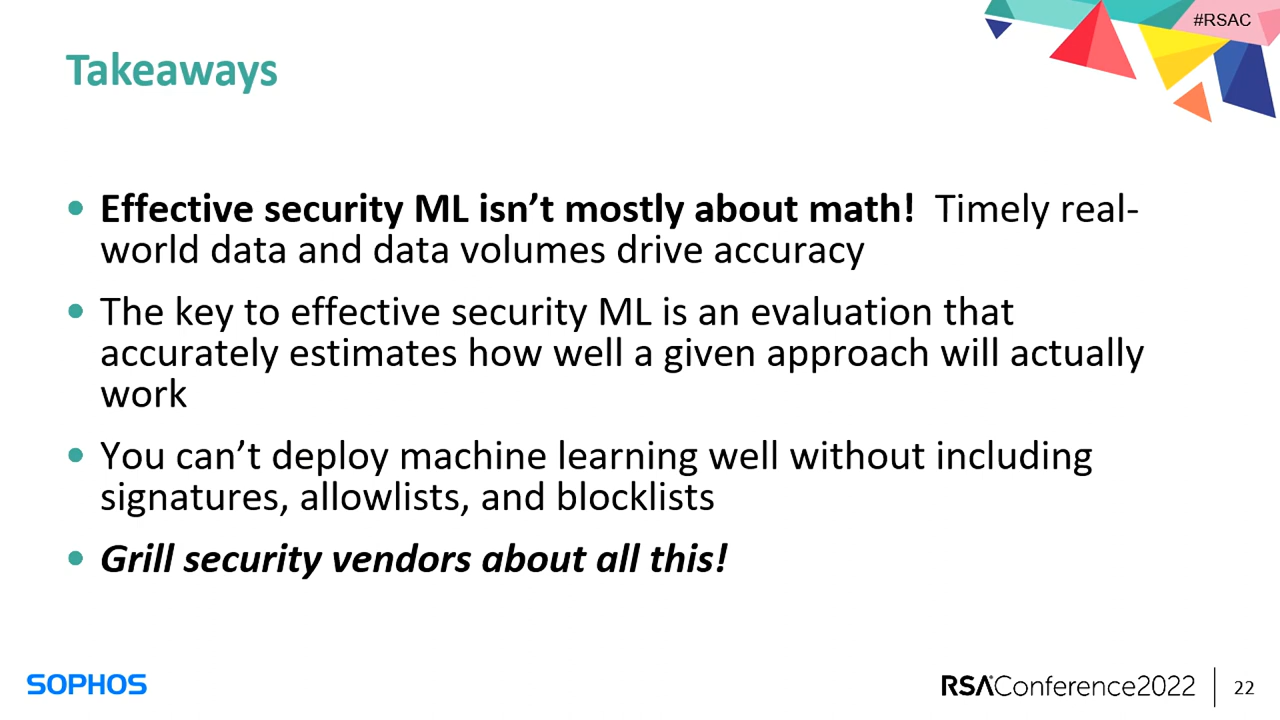 #RSAC
Takeaways
• Effective security ML isn’t mostly about math! Timely real-
world data and data volumes drive accuracy
• The key to effective security ML is an evaluation that
accurately estimates how well a given approach will actually
work
• You can’t deploy machine learning well without including
signatures, allowlists, and blocklists
• Grill security vendors about all this!
SOPHOS
RSAConference2022
22